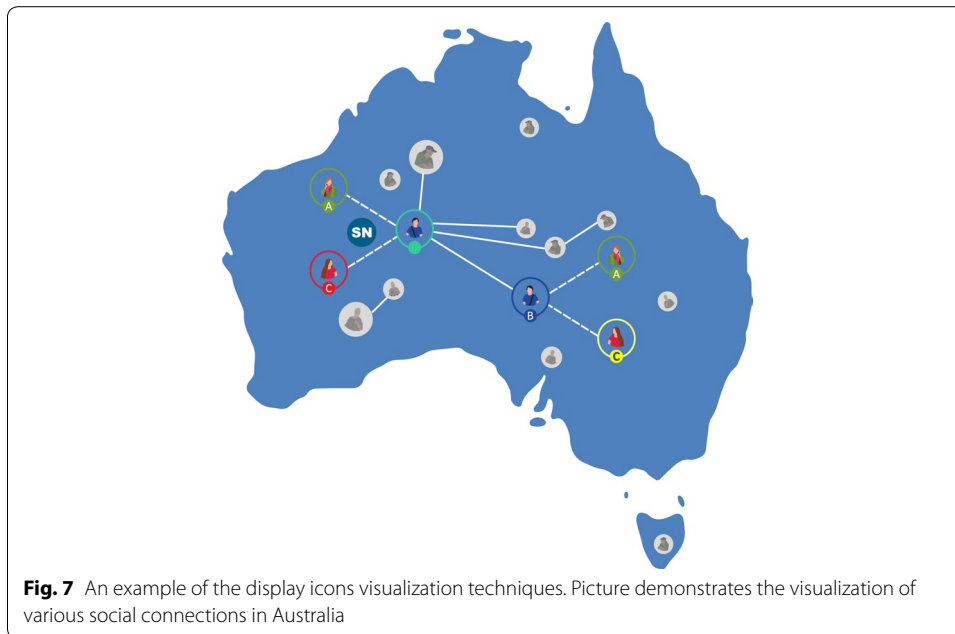 A
SN
C
A
B
C
Fig. 7 An example of the display icons visualization techniques. Picture demonstrates the visualization of
various social connections in Australia